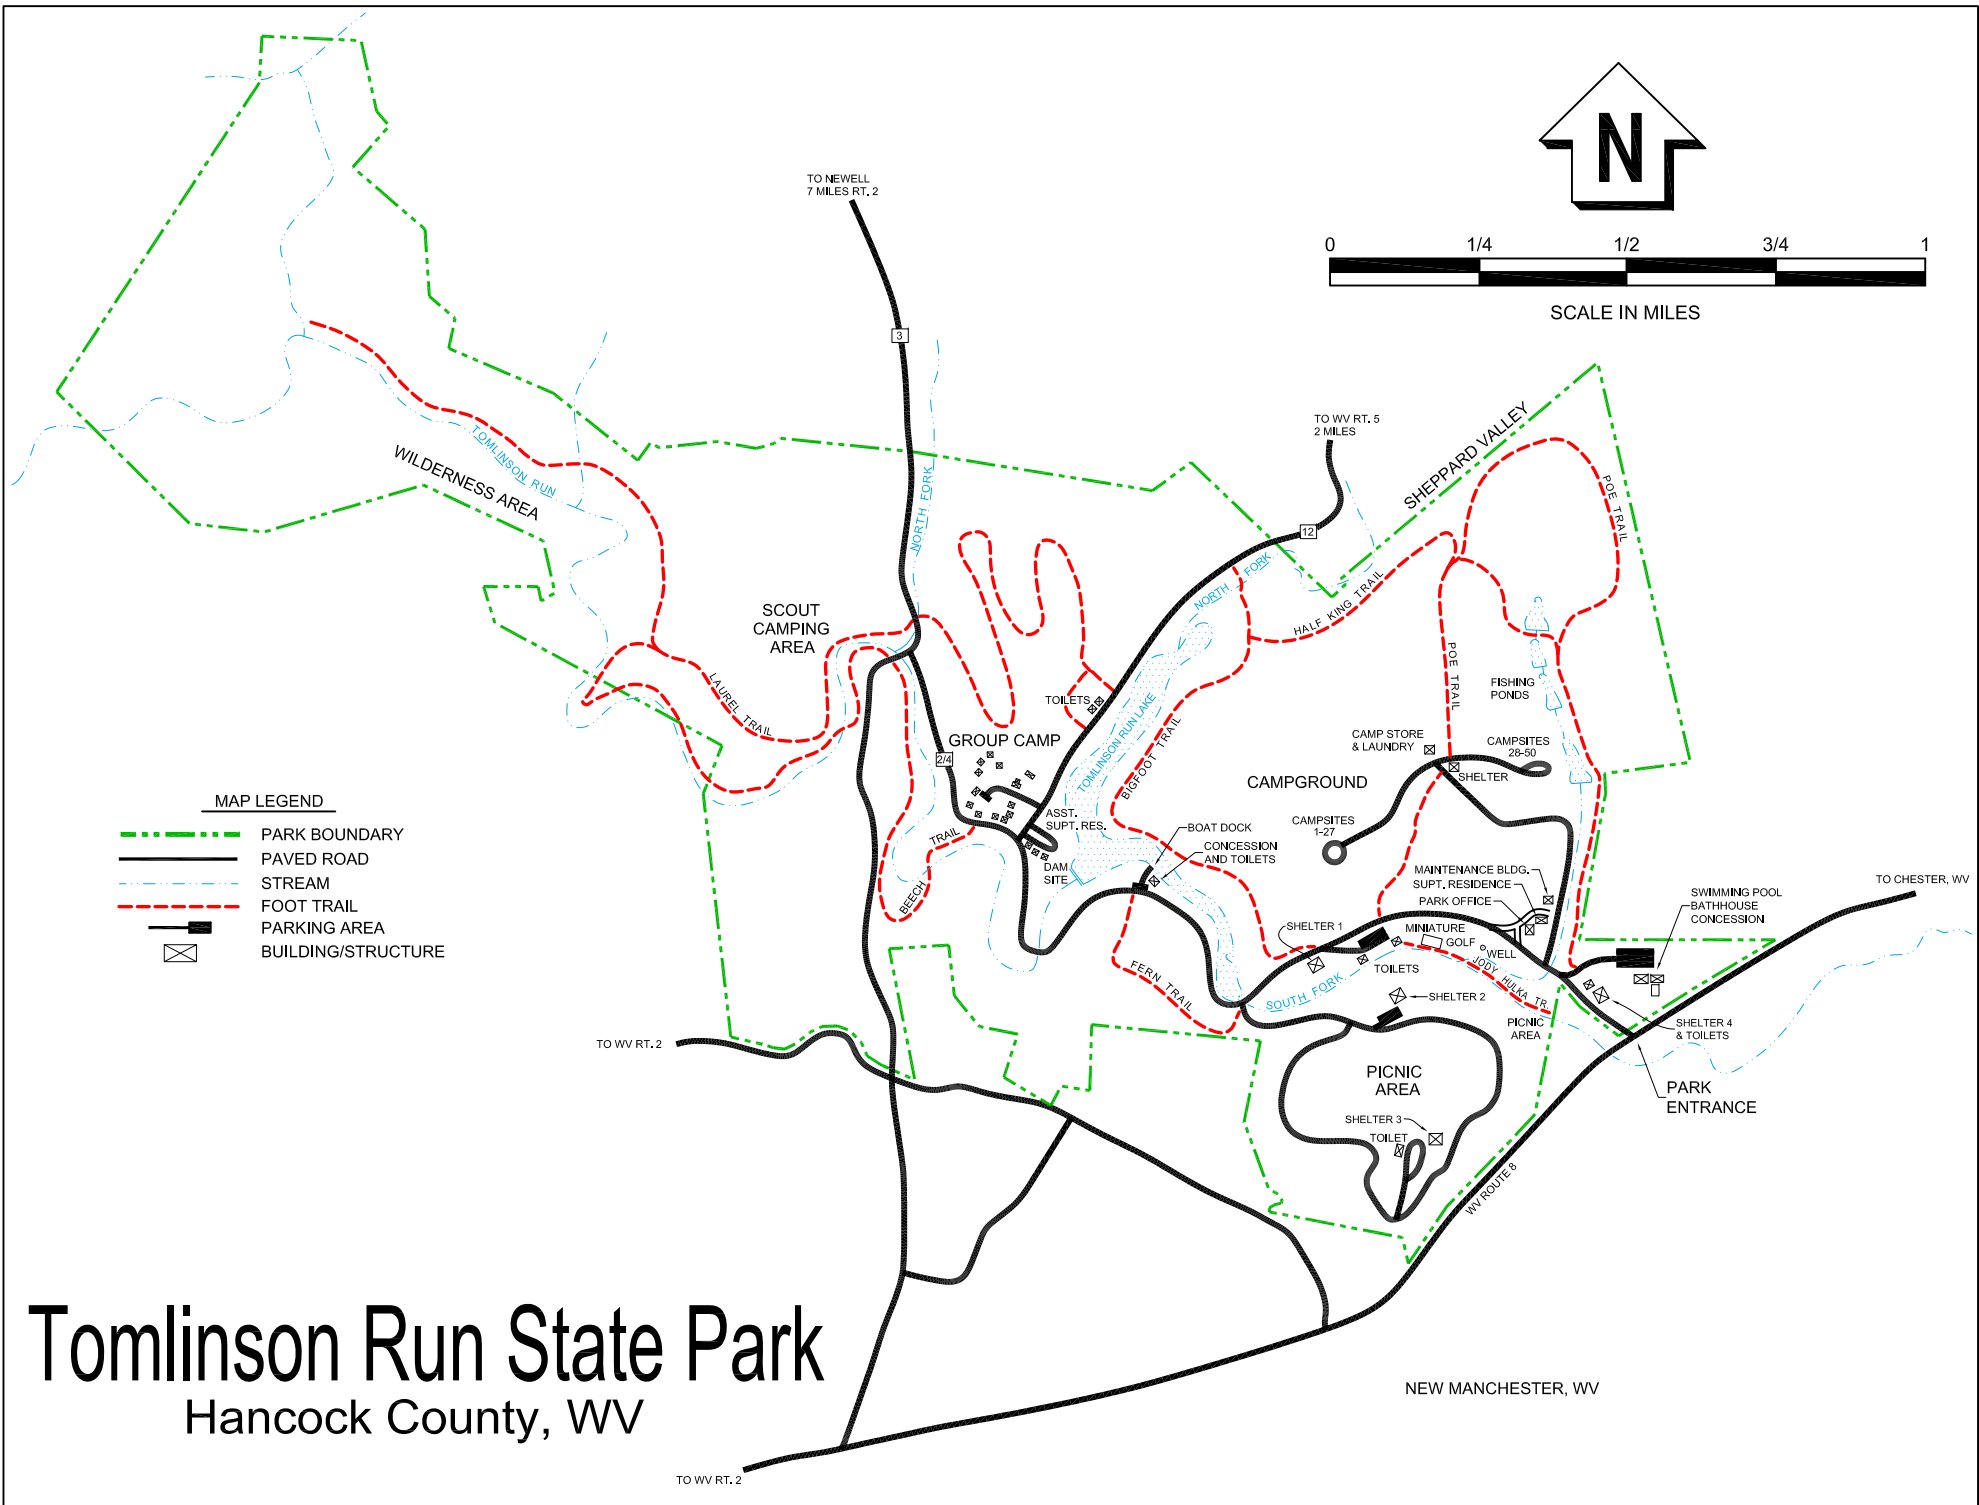 TO NEWELL
7 MILES RT. 2
N
0 1/4 1/2 3/4 1
SCALE IN MILES
3
TO WV RT. 5
2 MILES
SHEPPARD VALLEY
12
NORTH FORK
NORTH FORK
TOMLINSON RUN
WILDERNESS AREA
POE TRAIL
HALF KING TRAIL
SCOUT
CAMPING
AREA
LAUREL TRAIL
POE TRAIL
FISHING
PONDS
TOILETS
TOMLINSON RUN LAKE
BIGFOOT TRAIL
GROUP CAMP
2/4
CAMP STORE
& LAUNDRY
CAMPSITES
28-50
SHELTER
CAMPGROUND
CAMPSITES
1-27
ASST.
SUPT. RES.
BOAT DOCK
CONCESSION
AND TOILETS
DAM
SITE
BEECH TRAIL
MAP LEGEND
PARK BOUNDARY
PAVED ROAD
STREAM
FOOT TRAIL
PARKING AREA
BUILDING/STRUCTURE
MAINTENANCE BLDG.
SUPT. RESIDENCE
PARK OFFICE
SWIMMING POOL
BATHHOUSE
CONCESSION
TO CHESTER, WV
SHELTER 1
MINIATURE
GOLF
WELL
TOILETS
JODY HULKA TR.
FERN TRAIL
SOUTH FORK
SHELTER 2
PICNIC
AREA
SHELTER 4
& TOILETS
TO WV RT. 2
PICNIC
AREA
PARK
ENTRANCE
SHELTER 3
TOILET
WV ROUTE 8
Tomlinson Run State Park
Hancock County, WV
NEW MANCHESTER, WV
TO WV RT. 2